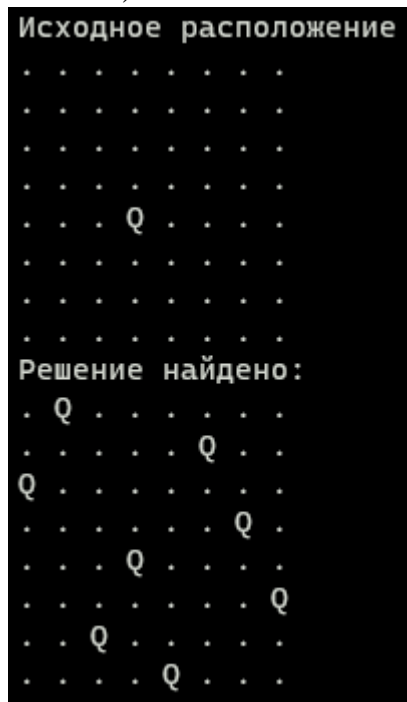 Исходное расположение
. . . . . . . .
. . . . . . . .
. . . . . . . .
. . . . . . . .
. . . Q . . . .
. . . . . . . .
. . . . . . . .
. . . . . . . .
Решение найдено:
. Q . . . . . .
. . . . . Q . .
Q . . . . . . .
. . . . . . Q .
. . . Q . . . .
. . . . . . . Q
. . Q . . . . .
. . . . Q . . .